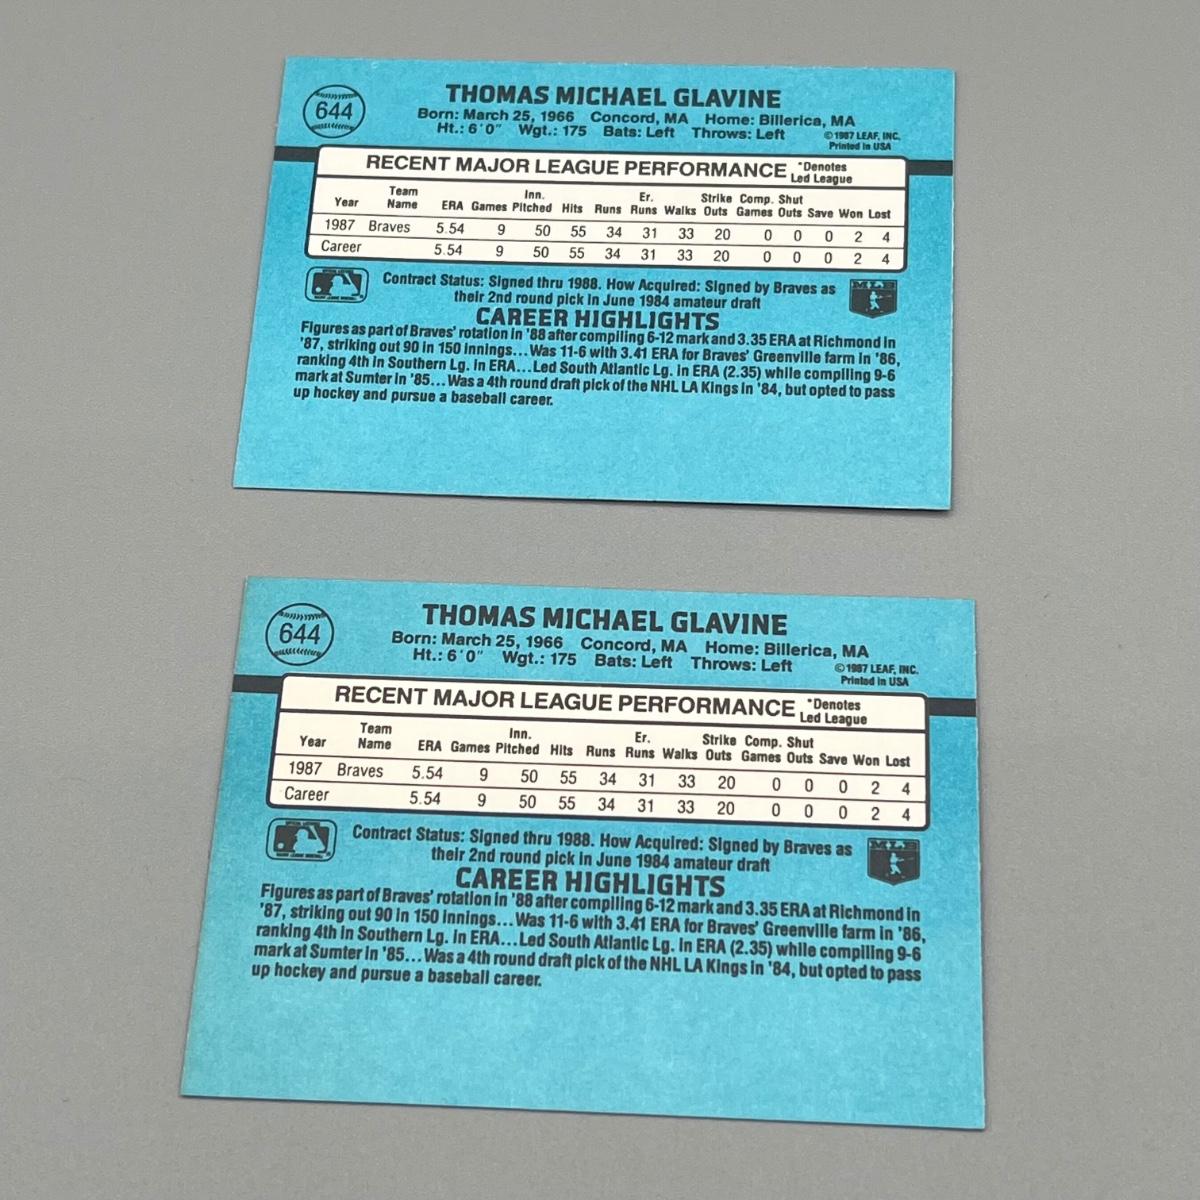 644
THOMAS MICHAEL GLAVINE
Born: March 25, 1966 Concord, MA Home: Billerica, MA
Ht.: 6'0" Wgt.: 175 Bats: Left Throws: Left
©1987 LEAF, INC.
Printed in USA
RECENT MAJOR LEAGUE PERFORMANCE
*Denotes
Led League
Year Team Name ERA Games Inn. Pitched Hits Runs Er. Runs Walks Strike Outs Comp. Games Shut Outs Save Won Lost
1987 Braves 5.54 9 50 55 34 31 33 20 0 0 0 2 4
Career 5.54 9 50 55 34 31 33 20 0 0 0 2 4
Contract Status: Signed thru 1988. How Acquired: Signed by Braves as
their 2nd round pick in June 1984 amateur draft
MLB
CAREER HIGHLIGHTS
Figures as part of Braves' rotation in '88 after compiling 6-12 mark and 3.35 ERA at Richmond in
'87, striking out 90 in 150 innings...Was 11-6 with 3.41 ERA for Braves' Greenville farm in '86,
ranking 4th in Southern Lg. in ERA...Led South Atlantic Lg. in ERA (2.35) while compiling 9-6
mark at Sumter in '85...Was a 4th round draft pick of the NHL LA Kings in '84, but opted to pass
up hockey and pursue a baseball career.
644
THOMAS MICHAEL GLAVINE
Born: March 25, 1966 Concord, MA Home: Billerica, MA
Ht.: 6'0" Wgt.: 175 Bats: Left Throws: Left
©1987 LEAF, INC.
Printed in USA
RECENT MAJOR LEAGUE PERFORMANCE
*Denotes
Led League
Year Team Name ERA Games Inn. Pitched Hits Runs Er. Runs Walks Strike Outs Comp. Games Shut Outs Save Won Lost
1987 Braves 5.54 9 50 55 34 31 33 20 0 0 0 2 4
Career 5.54 9 50 55 34 31 33 20 0 0 0 2 4
Contract Status: Signed thru 1988. How Acquired: Signed by Braves as
their 2nd round pick in June 1984 amateur draft
MLB
CAREER HIGHLIGHTS
Figures as part of Braves' rotation in '88 after compiling 6-12 mark and 3.35 ERA at Richmond in
'87, striking out 90 in 150 innings...Was 11-6 with 3.41 ERA for Braves' Greenville farm in '86,
ranking 4th in Southern Lg. in ERA...Led South Atlantic Lg. in ERA (2.35) while compiling 9-6
mark at Sumter in '85...Was a 4th round draft pick of the NHL LA Kings in '84, but opted to pass
up hockey and pursue a baseball career.